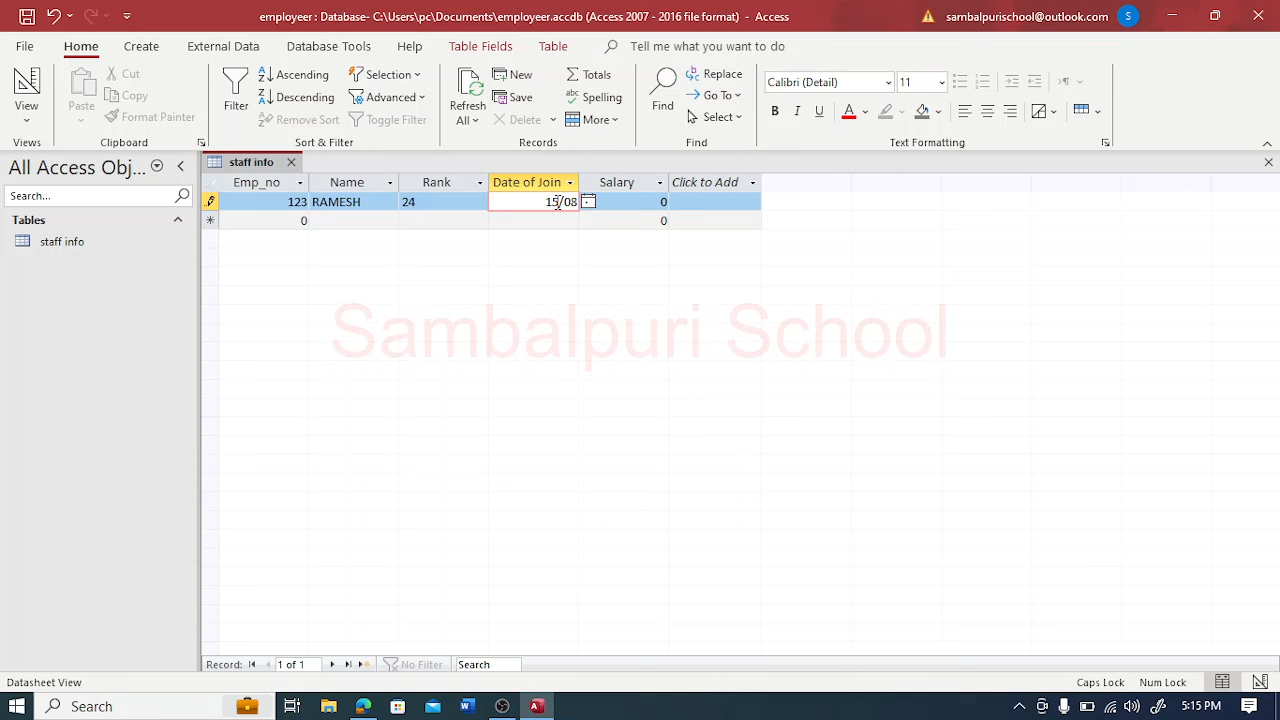 employeer : Database- C:\Users\pc\Documents\employeer.accdb (Access 2007 - 2016 file format) - Access
sambalpurischool@outlook.com S
File Home Create External Data Database Tools Help Table Fields Table Tell me what you want to do
View
Paste
Cut
Copy
Format Painter
Filter
Ascending
Descending
Remove Sort
Selection
Advanced
Toggle Filter
Refresh All
New
Save
Delete
Totals
Spelling
More
Find
Replace
Go To
Select
Calibri (Detail) 11
B I U A
Views Clipboard Sort & Filter Records Find Text Formatting
All Access Obj...
Search...
Tables
staff info
staff info
Emp_no Name Rank Date of Join Salary Click to Add
123 RAMESH 24 15/08 0
0 0
Sambalpuri School
Record: 1 of 1 No Filter Search
Datasheet View Caps Lock Num Lock
Search 5:15 PM